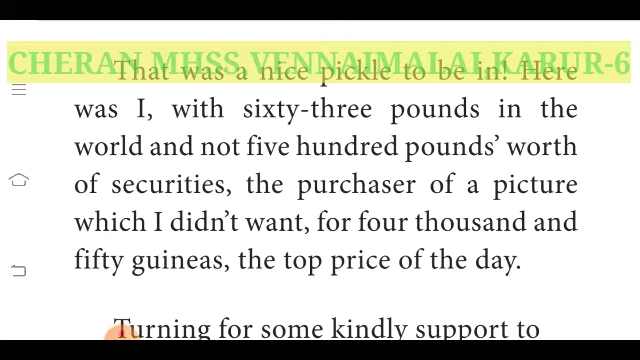 CHERAN MHSS VENNAIMALAI KARUR-6
That was a nice pickle to be in! Here
was I, with sixty-three pounds in the
world and not five hundred pounds’ worth
of securities, the purchaser of a picture
which I didn’t want, for four thousand and
fifty guineas, the top price of the day.
Turning for some kindly support to